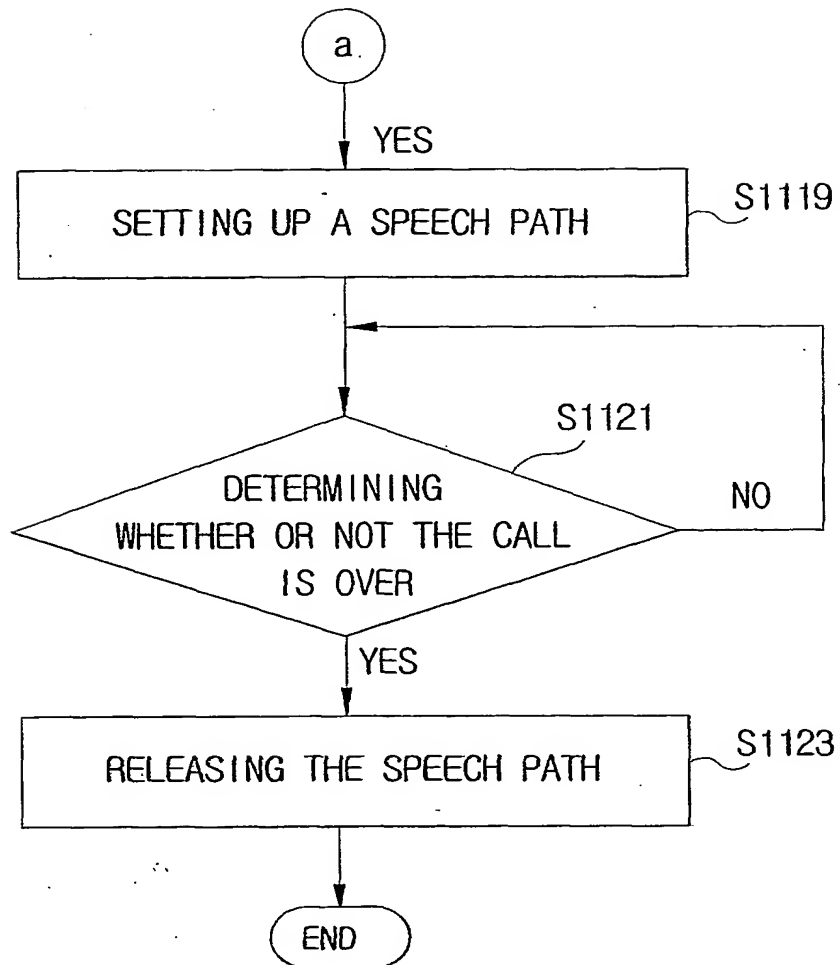 a
YES
SETTING UP A SPEECH PATH
S1119
S1121
DETERMINING
WHETHER OR NOT THE CALL
IS OVER
NO
YES
RELEASING THE SPEECH PATH
S1123
END